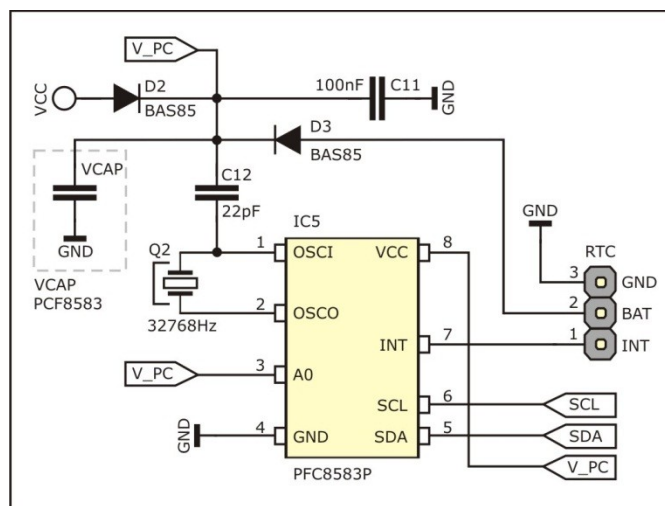 V_PC
VCC
D2
BAS85
100nF
C11
GND
D3
BAS85
VCAP
GND
VCAP
PCF8583
C12
22pF
Q2
32768Hz
IC5
1
OSCI
VCC
8
2
OSCO
3
A0
INT
7
V_PC
SCL
6
SCL
4
GND
GND
SDA
5
SDA
V_PC
PFC8583P
GND
RTC
3
GND
2
BAT
1
INT